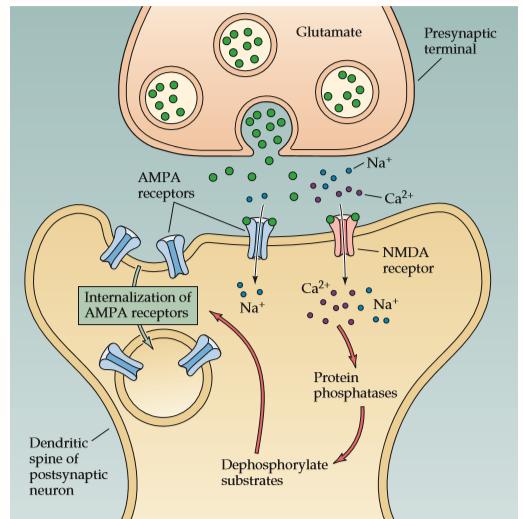 Glutamate
Presynaptic
terminal
Na⁺
AMPA
receptors
Ca²⁺
NMDA
receptor
Internalization of
AMPA receptors
Na⁺
Ca²⁺
Na⁺
Protein
phosphatases
Dendritic
spine of
postsynaptic
neuron
Dephosphorylate
substrates